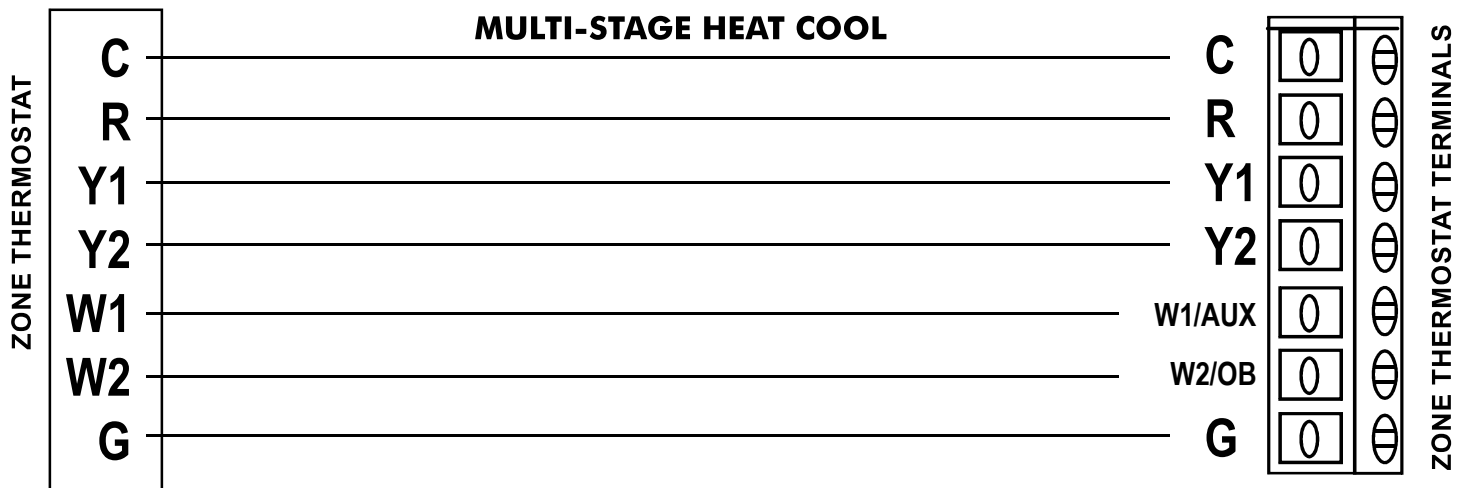 MULTI-STAGE HEAT COOL
ZONE THERMOSTAT
C
R
Y1
Y2
W1
W2
G
C
R
Y1
Y2
W1/AUX
W2/OB
G
ZONE THERMOSTAT TERMINALS